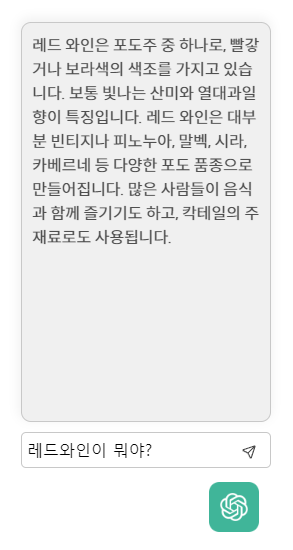 레드 와인은 포도주 중 하나로, 빨갛
거나 보라색의 색조를 가지고 있습
니다. 보통 빛나는 산미와 열대과일
향이 특징입니다. 레드 와인은 대부
분 빈티지나 피노누아, 말벡, 시라,
카베르네 등 다양한 포도 품종으로
만들어집니다. 많은 사람들이 음식
과 함께 즐기기도 하고, 칵테일의 주
재료로도 사용됩니다.
레드와인이 뭐야?